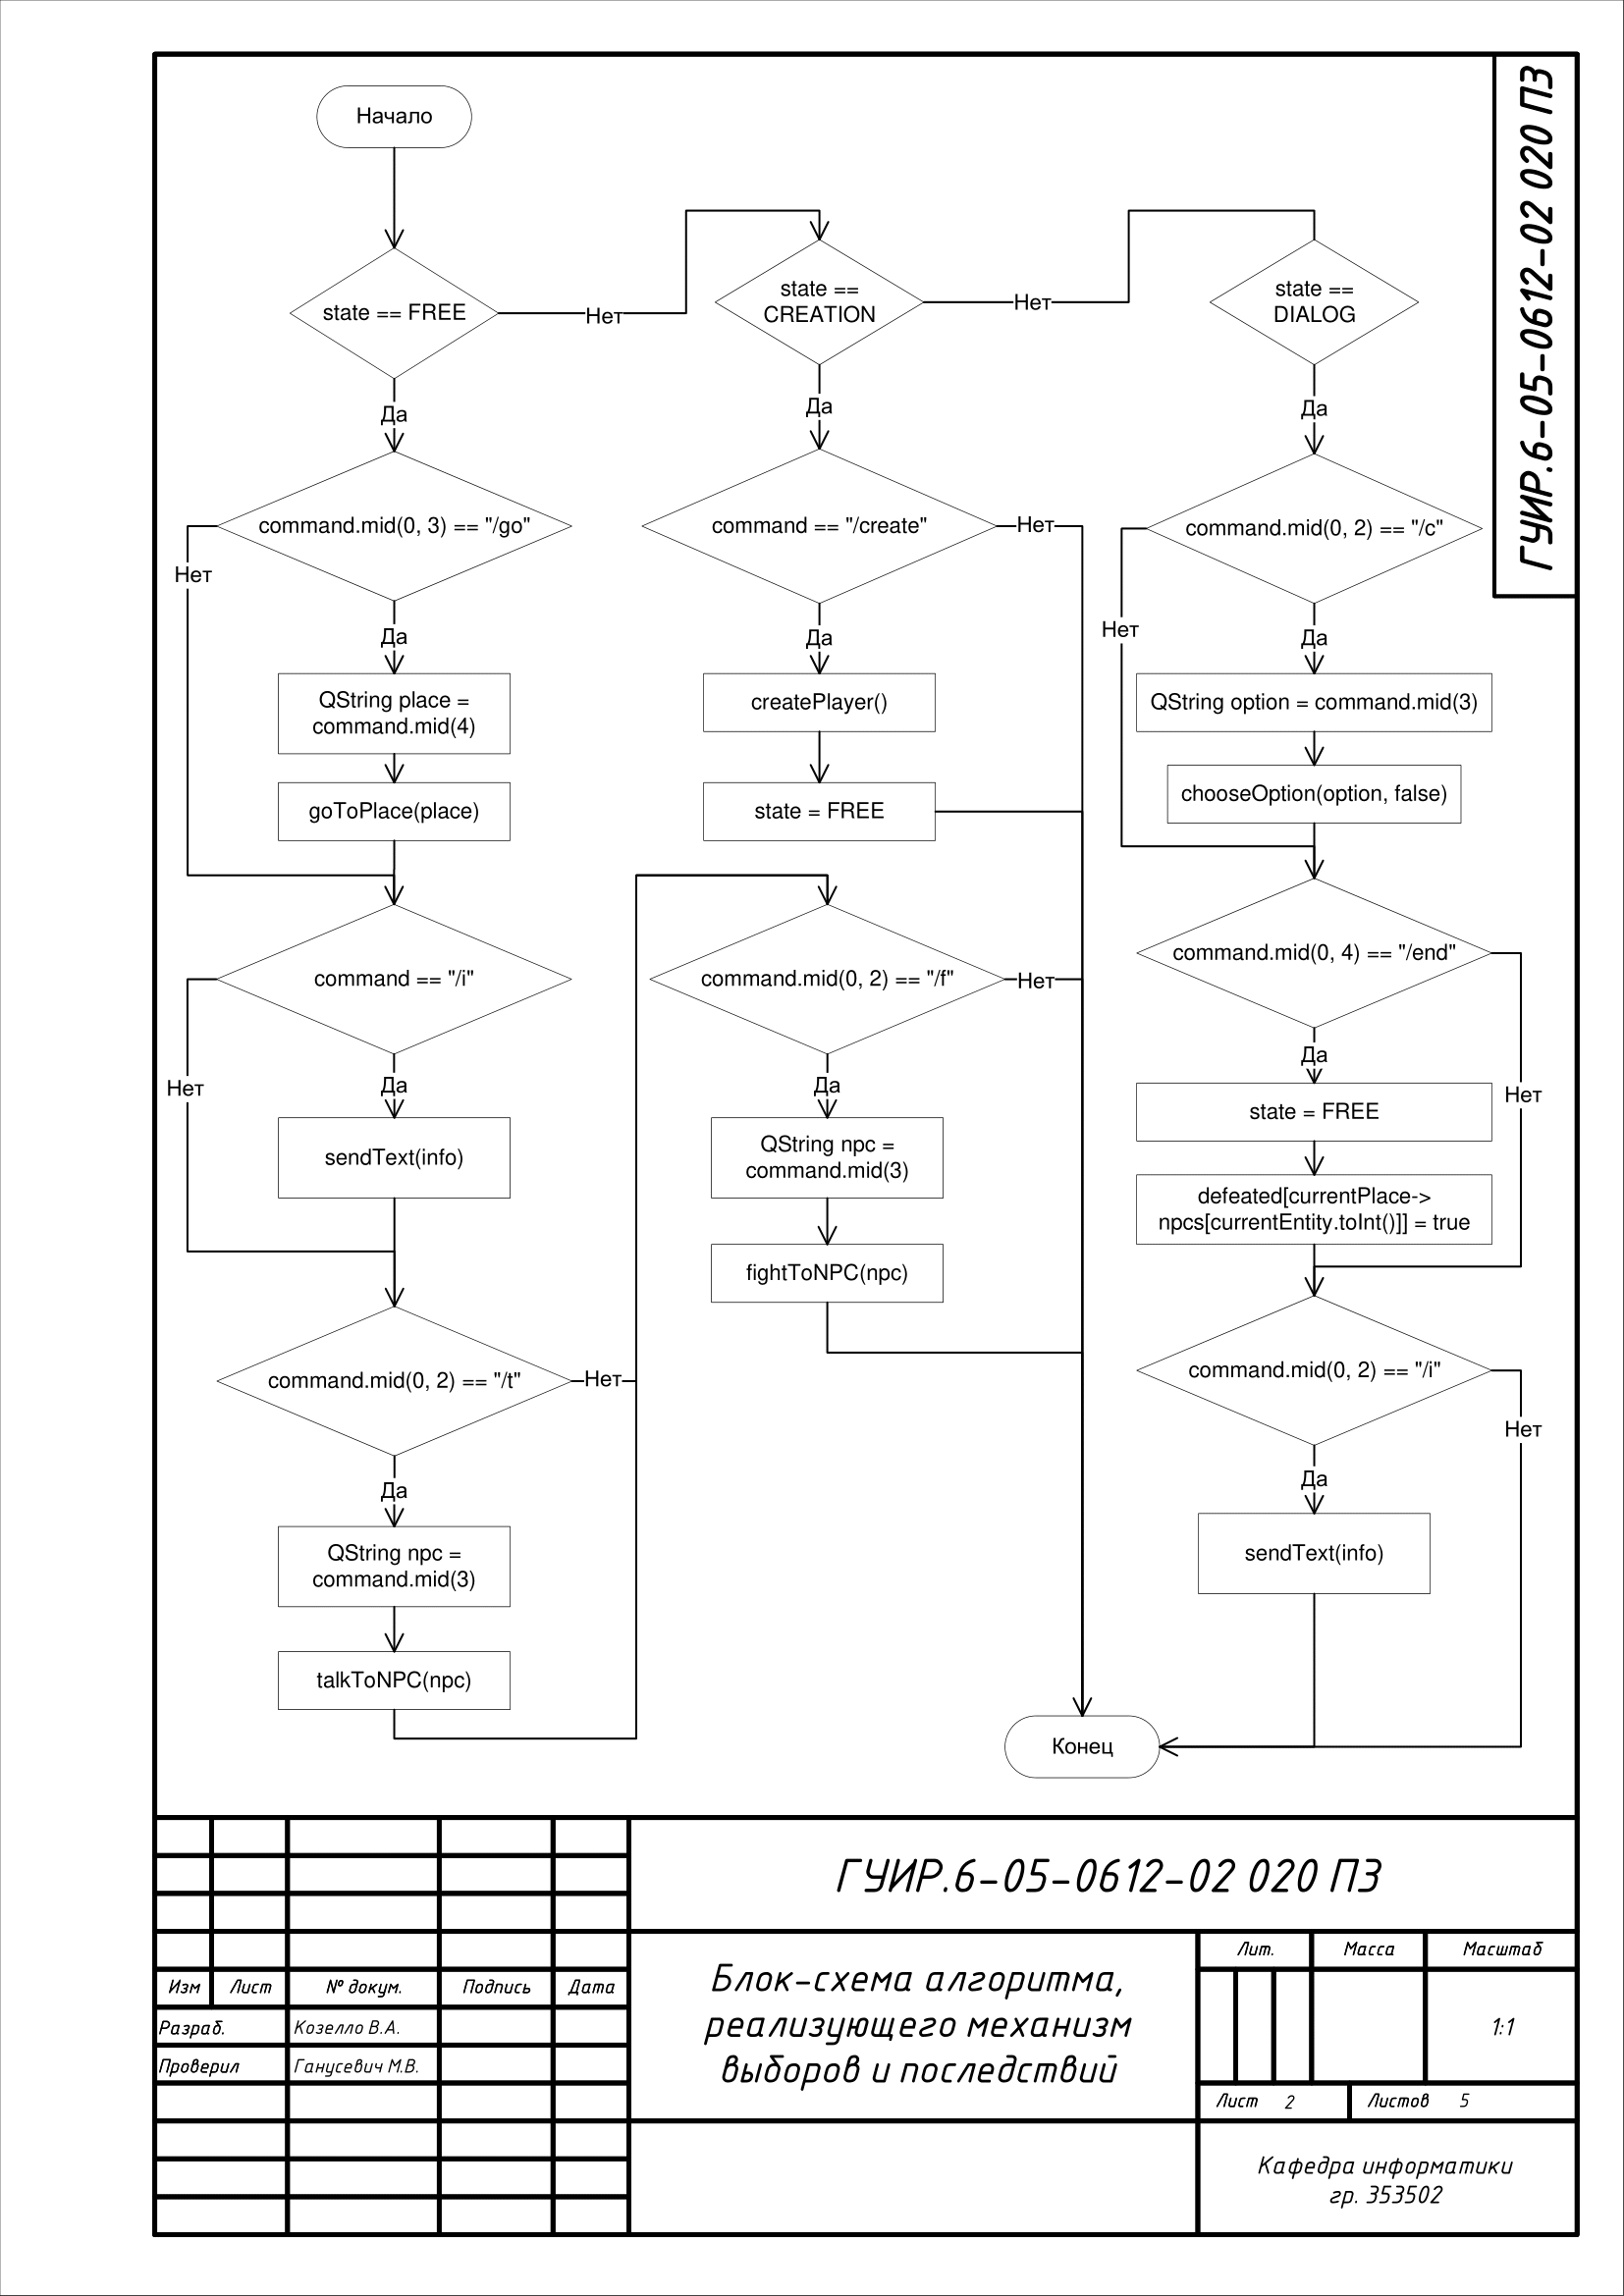 Начало
state == FREE
Нет
state ==
CREATION
Нет
state ==
DIALOG
ГУИР.6-05-0612-02 020 ПЗ
Да
Да
Да
command.mid(0, 3) == "/go"
Нет
command == "/create"
Нет
command.mid(0, 2) == "/c"
Нет
Да
Да
Да
QString place =
command.mid(4)
createPlayer()
QString option = command.mid(3)
goToPlace(place)
state = FREE
chooseOption(option, false)
command == "/i"
Нет
command.mid(0, 2) == "/f"
Нет
command.mid(0, 4) == "/end"
Нет
Да
Да
Да
sendText(info)
QString npc =
command.mid(3)
state = FREE
defeated[currentPlace->
npcs[currentEntity.toInt()]] = true
fightToNPC(npc)
command.mid(0, 2) == "/t"
Нет
command.mid(0, 2) == "/i"
Нет
Да
Да
QString npc =
command.mid(3)
sendText(info)
talkToNPC(npc)
Конец
ГУИР.6-05-0612-02 020 ПЗ
Изм Лист № докум. Подпись Дата
Разраб. Козелло В.А.
Проверил Ганусевич М.В.
Блок-схема алгоритма,
реализующего механизм
выборов и последствий
Лит. Масса Масштаб
1:1
Лист 2 Листов 5
Кафедра информатики
гр. 353502